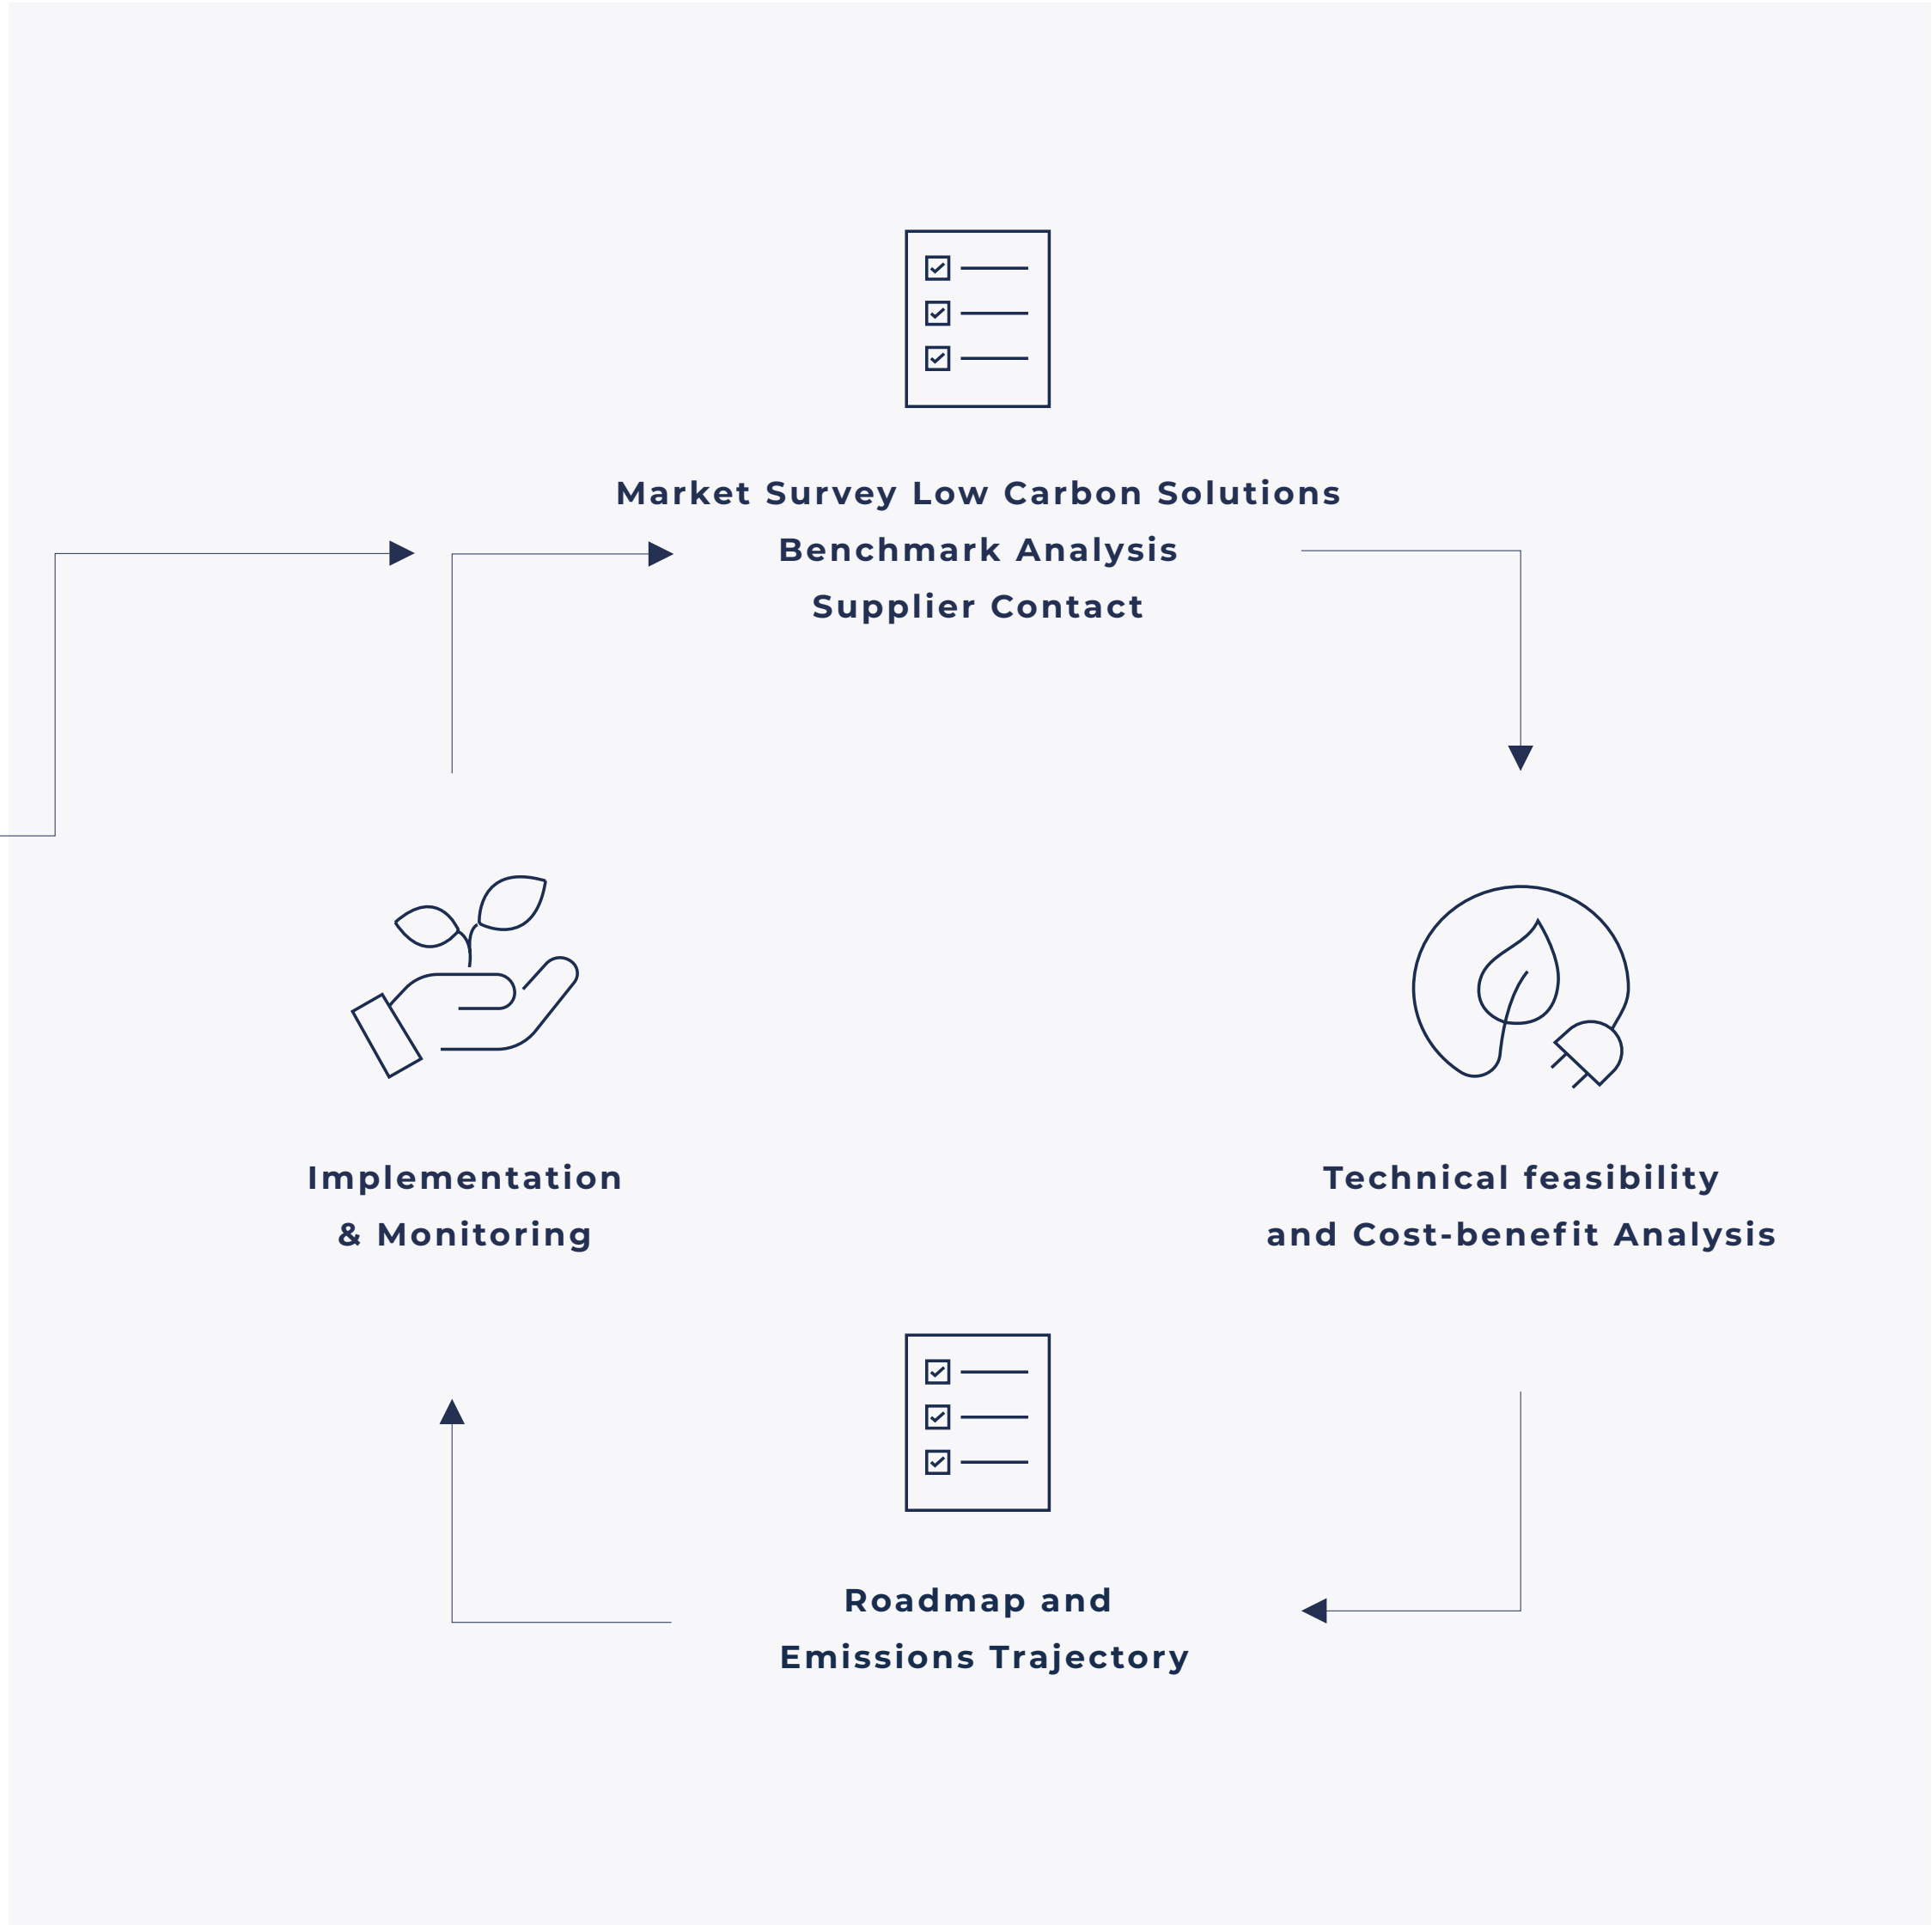 Market Survey Low Carbon Solutions
Benchmark Analysis
Supplier Contact
Implementation
& Monitoring
Technical feasibility
and Cost-benefit Analysis
Roadmap and
Emissions Trajectory